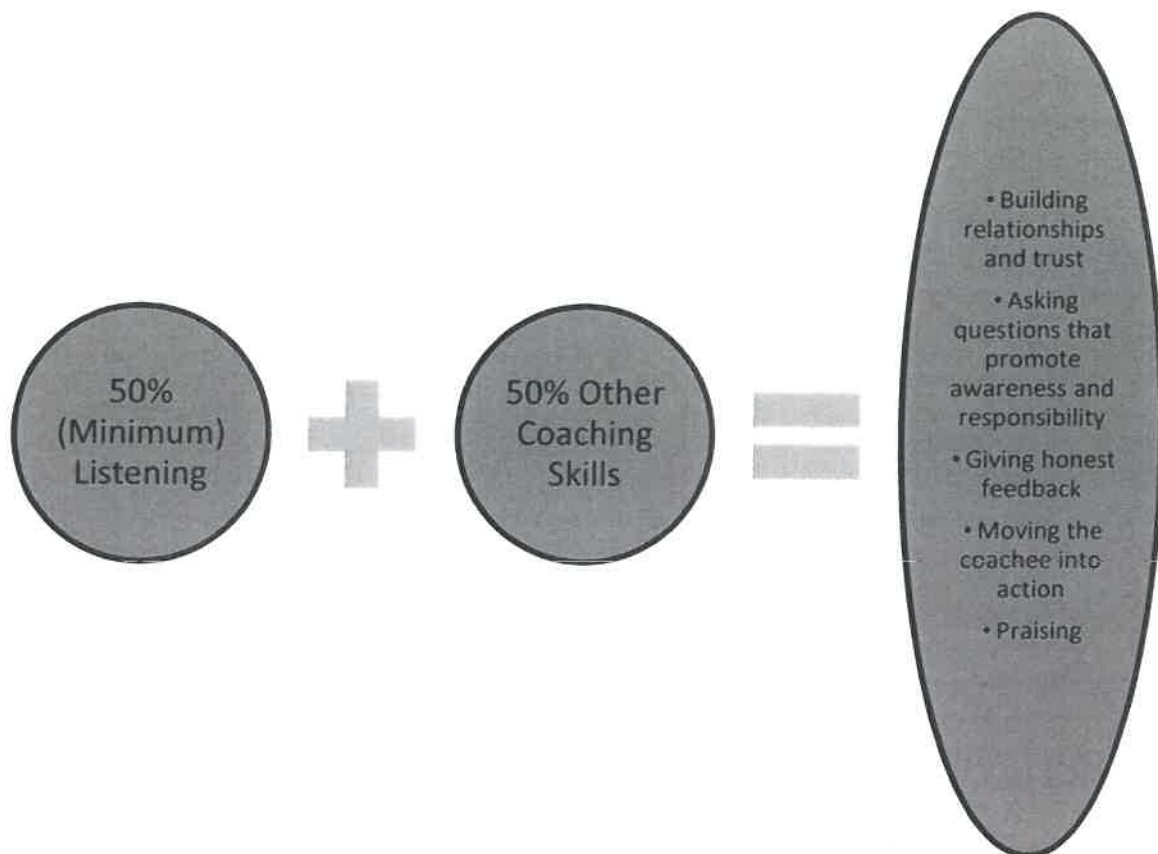 50%
(Minimum)
Listening
50% Other
Coaching
Skills
• Building
relationships
and trust
• Asking
questions that
promote
awareness and
responsibility
• Giving honest
feedback
• Moving the
coachee into
action
• Praising